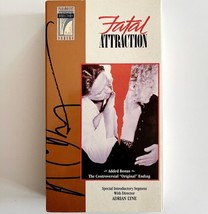 Fatal
ATTRACTION
~ Added Bonus ~
The Controversial "Original" Ending
Special Introductory Segment
With Director
ADRIAN LYNE